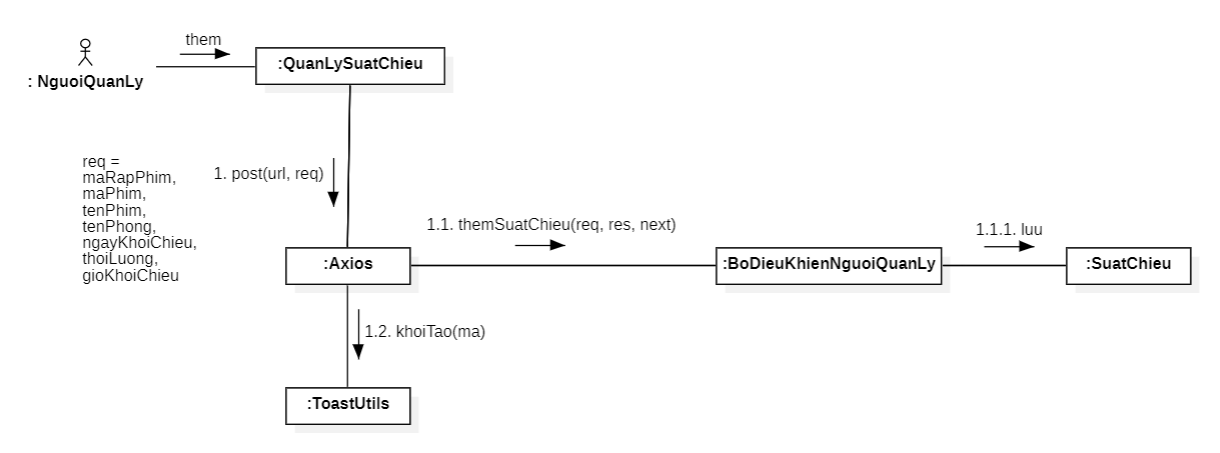 them
: NguoiQuanLy
:QuanLySuatChieu
req =
maRapPhim,
maPhim,
tenPhim,
tenPhong,
ngayKhoiChieu,
thoiLuong,
gioKhoiChieu
1. post(url, req)
1.1. themSuatChieu(req, res, next)
1.1.1. luu
:Axios
:BoDieuKhienNguoiQuanLy
:SuatChieu
1.2. khoiTao(ma)
:ToastUtils